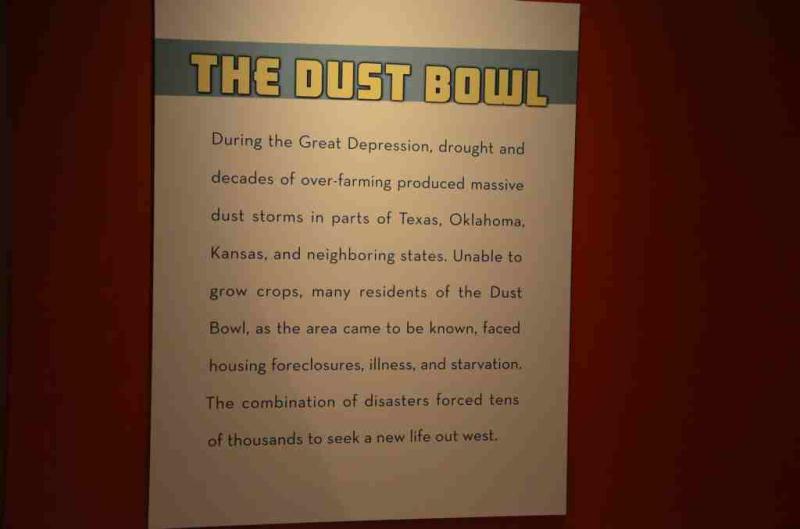 THE DUST BOWL
During the Great Depression, drought and
decades of over-farming produced massive
dust storms in parts of Texas, Oklahoma,
Kansas, and neighboring states. Unable to
grow crops, many residents of the Dust
Bowl, as the area came to be known, faced
housing foreclosures, illness, and starvation.
The combination of disasters forced tens
of thousands to seek a new life out west.